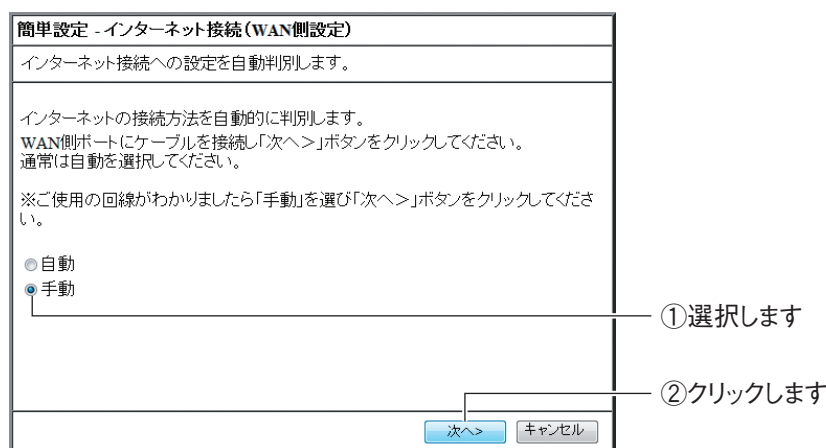 簡単設定 - インターネット接続(WAN側設定)
インターネット接続への設定を自動判別します。
インターネットの接続方法を自動的に判別します。
WAN側ポートにケーブルを接続し「次へ>」ボタンをクリックしてください。
通常は自動を選択してください。
※ご使用の回線がわかりましたら「手動」を選び「次へ>」ボタンをクリックしてくださ
い。
自動
手動
①選択します
②クリックします
次へ> キャンセル